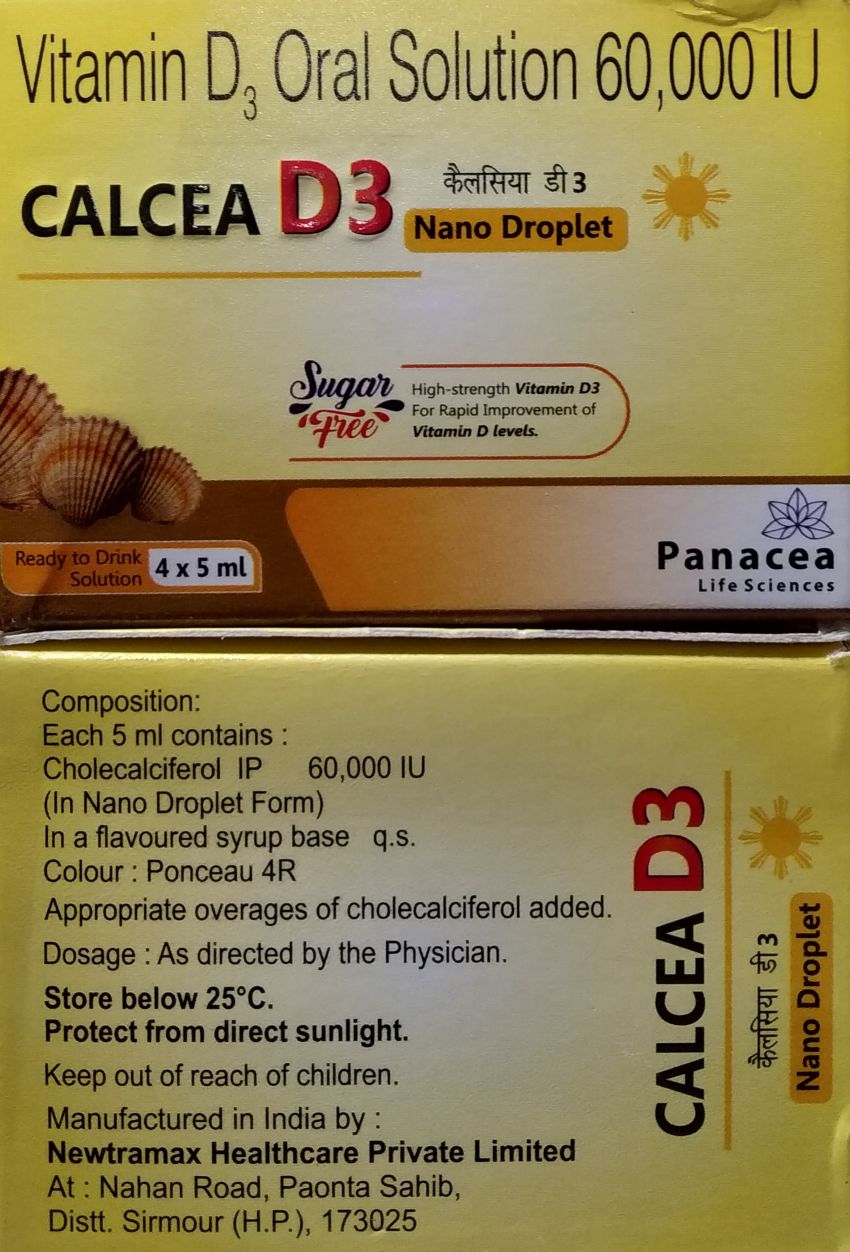 Vitamin D3 Oral Solution 60,000 IU
CALCEA D3
कैलसिया डी 3
Nano Droplet
Sugar
Free
High-strength Vitamin D3
For Rapid Improvement of
Vitamin D levels.
Ready to Drink
Solution
4 x 5 ml
Panacea
Life Sciences
Composition:
Each 5 ml contains :
Cholecalciferol IP 60,000 IU
(In Nano Droplet Form)
In a flavoured syrup base q.s.
Colour : Ponceau 4R
Appropriate overages of cholecalciferol added.
Dosage : As directed by the Physician.
Store below 25°C.
Protect from direct sunlight.
Keep out of reach of children.
Manufactured in India by :
Newtramax Healthcare Private Limited
At : Nahan Road, Paonta Sahib,
Distt. Sirmour (H.P.), 173025
CALCEA D3
कैलसिया डी 3
Nano Droplet